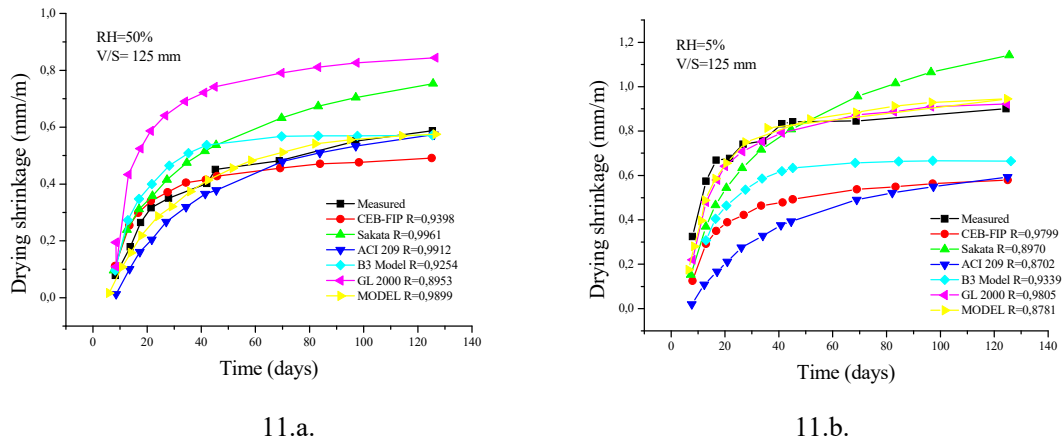 Drying shrinkage (mm/m)
1,0
0,8
0,6
0,4
0,2
0,0
RH=50%
V/S= 125 mm
Measured
CEB-FIP R=0,9398
Sakata R=0,9961
ACI 209 R=0,9912
B3 Model R=0,9254
GL 2000 R=0,8953
MODEL R=0,9899
0 20 40 60 80 100 120 140
Time (days)
11.a.
Drying shrinkage (mm/m)
1,2
1,0
0,8
0,6
0,4
0,2
0,0
RH=5%
V/S=125 mm
Measured
CEB-FIP R=0,9799
Sakata R=0,8970
ACI 209 R=0,8702
B3 Model R=0,9339
GL 2000 R=0,9805
MODEL R=0,8781
0 20 40 60 80 100 120 140
Time (days)
11.b.